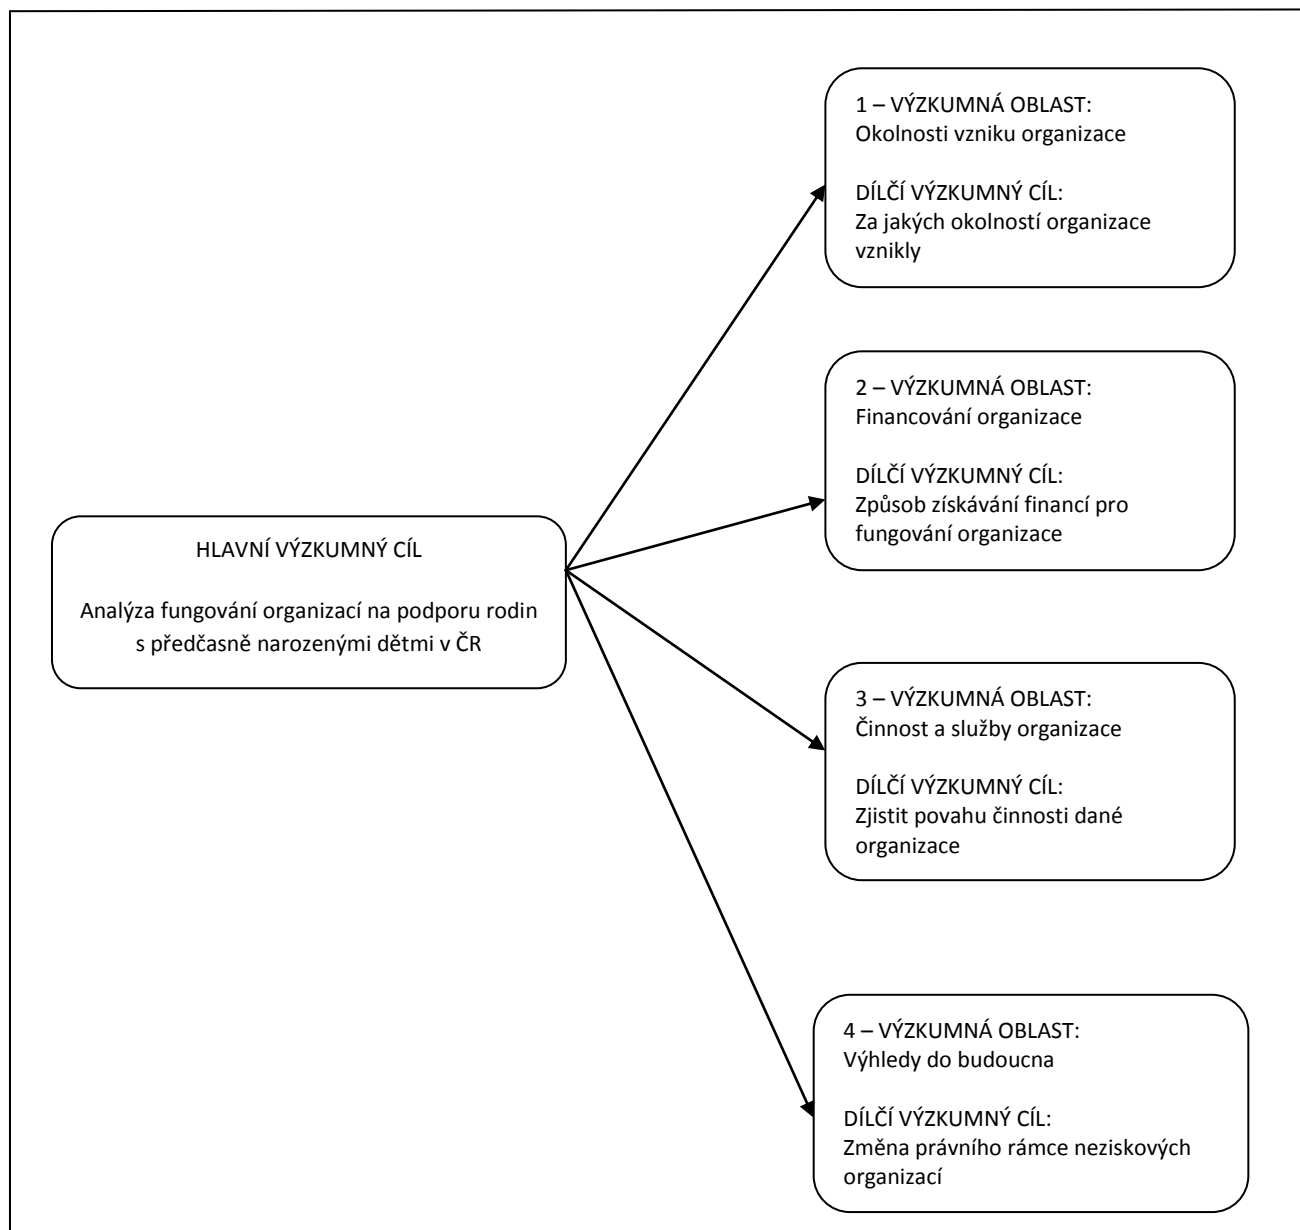 1 – VÝZKUMNÁ OBLAST:
Okolnosti vzniku organizace
DÍLČÍ VÝZKUMNÝ CÍL:
Za jakých okolností organizace
vznikly
2 – VÝZKUMNÁ OBLAST:
Financování organizace
DÍLČÍ VÝZKUMNÝ CÍL:
Způsob získávání financí pro
fungování organizace
HLAVNÍ VÝZKUMNÝ CÍL
Analýza fungování organizací na podporu rodin
s předčasně narozenými dětmi v ČR
3 – VÝZKUMNÁ OBLAST:
Činnost a služby organizace
DÍLČÍ VÝZKUMNÝ CÍL:
Zjistit povahu činnosti dané
organizace
4 – VÝZKUMNÁ OBLAST:
Výhledy do budoucna
DÍLČÍ VÝZKUMNÝ CÍL:
Změna právního rámce neziskových
organizací